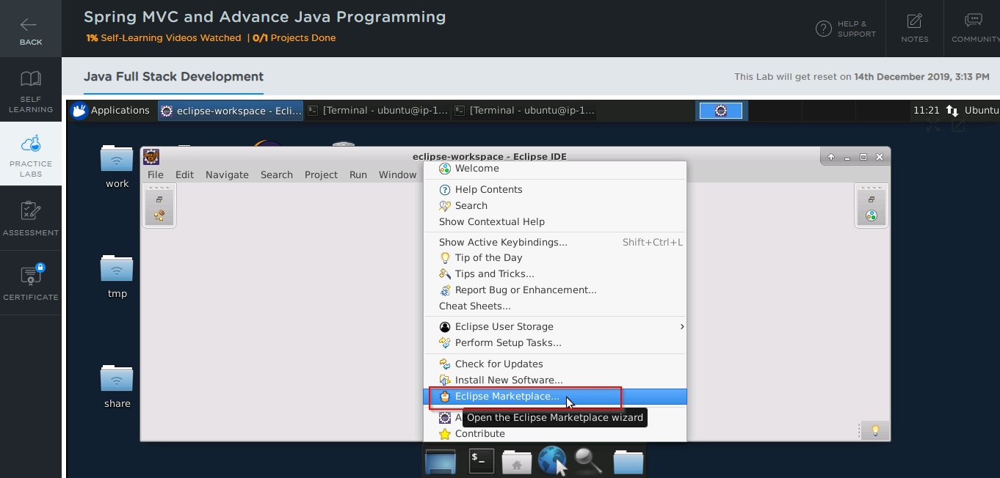 Spring MVC and Advance Java Programming
1% Self-Learning Videos Watched | 0/1 Projects Done
BACK
HELP &
SUPPORT
NOTES
COMMUNITY
Java Full Stack Development
This Lab will get reset on 14th December 2019, 3:13 PM
SELF
LEARNING
PRACTICE
LABS
ASSESSMENT
CERTIFICATE
Applications
eclipse-workspace - Ecli...
[Terminal - ubuntu@ip-1...
[Terminal - ubuntu@ip-1...
11:21
Ubuntu
work
tmp
share
eclipse-workspace - Eclipse IDE
File Edit Navigate Search Project Run Window
Welcome
Help Contents
Search
Show Contextual Help
Show Active Keybindings... Shift+Ctrl+L
Tip of the Day
Tips and Tricks...
Report Bug or Enhancement...
Cheat Sheets...
Eclipse User Storage
Perform Setup Tasks...
Check for Updates
Install New Software...
Eclipse Marketplace...
A
Open the Eclipse Marketplace wizard
Contribute
$_